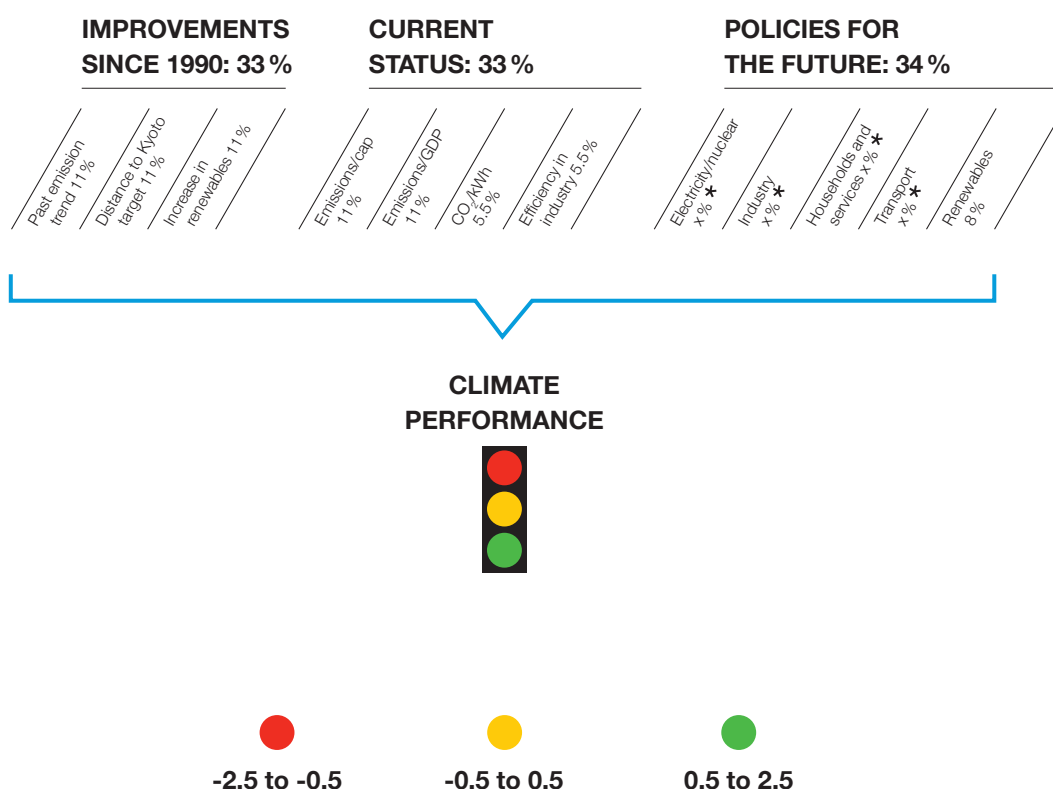 IMPROVEMENTS
SINCE 1990: 33 %
CURRENT
STATUS: 33 %
POLICIES FOR
THE FUTURE: 34 %
Past emission
trend 11%
Distance to Kyoto
target 11%
Increase in
renewables 11%
Emissions/cap
11%
Emissions/GDP
11%
CO₂/kWh
5.5%
Efficiency in
industry 5.5%
Electricity/nuclear
x %*
Industry
x %*
Households and
services x %*
Transport
x %*
Renewables
8%
CLIMATE
PERFORMANCE
-2.5 to -0.5
-0.5 to 0.5
0.5 to 2.5